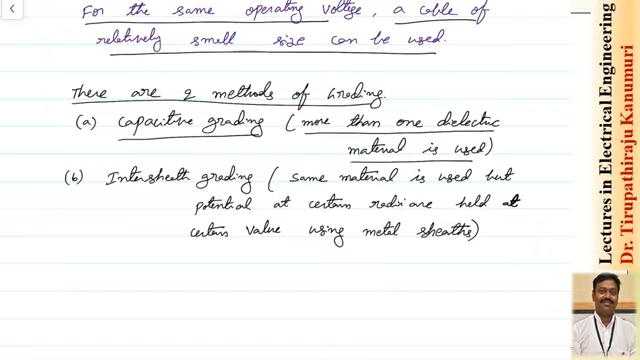 For the same operating voltge, a cable of
relatively small size can be used.
There are 2 methods of Grading.
(a) Capacitive grading (more than one dielectric
material is used)
(b) Intersheath grading (same material is used but
potential at certain radii are held at
certain value using metal sheaths)
Lectures in Electrical Engineering
Dr. Tirupathiraju Kanumuri